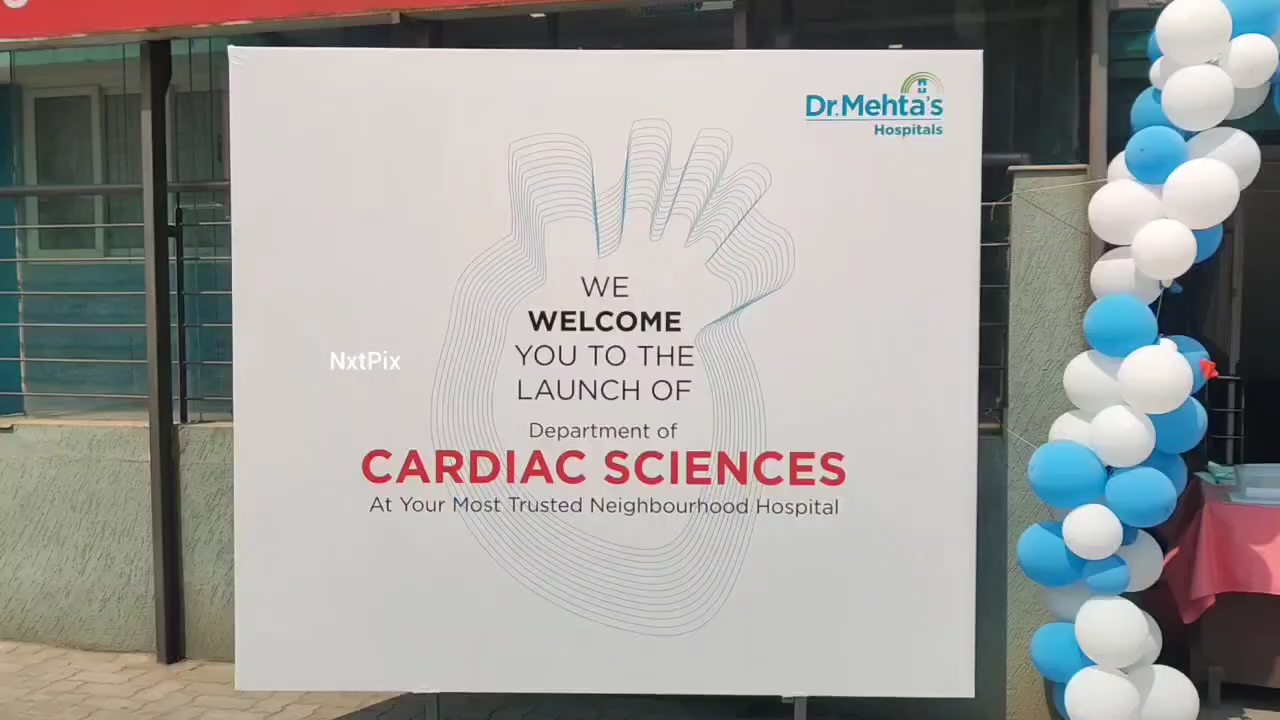 Dr.Mehta's
Hospitals
WE
WELCOME
YOU TO THE
LAUNCH OF
NxtPix
Department of
CARDIAC SCIENCES
At Your Most Trusted Neighbourhood Hospital